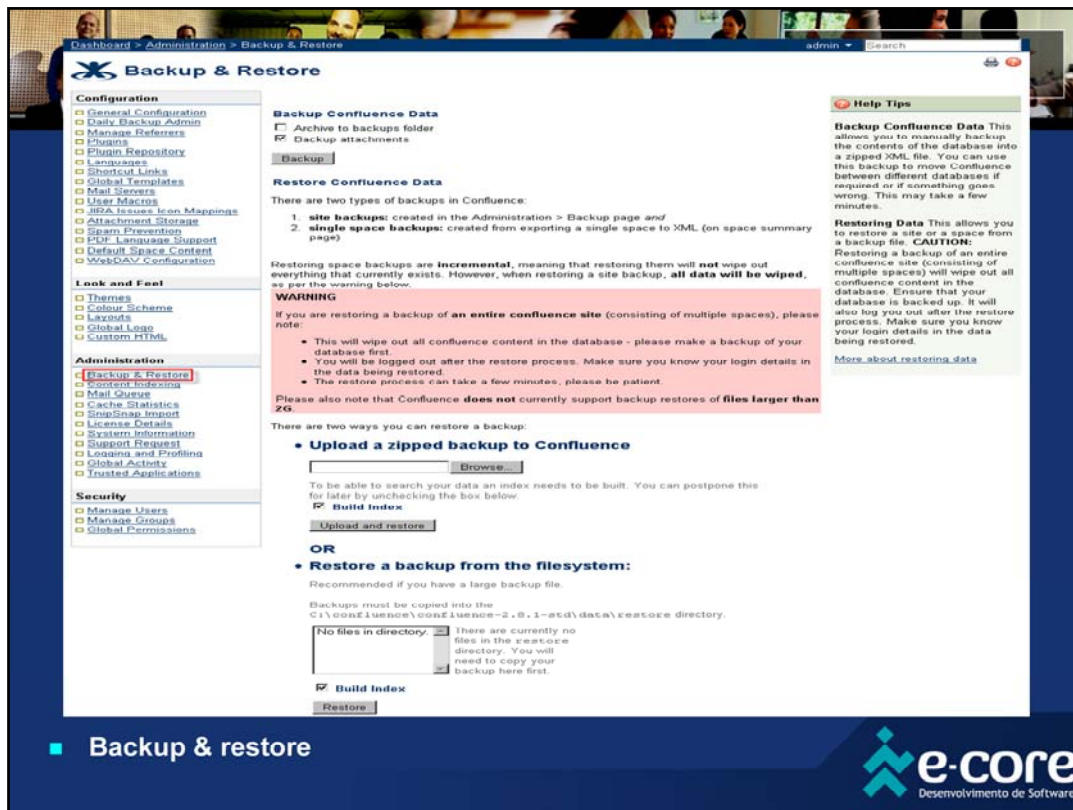 Dashboard > Administration > Backup & Restore
admin
Search
Backup & Restore
Configuration
General Configuration
Daily Backup Admin
Manage Referrers
Plugins
Plugin Repository
Languages
Shortcut Links
Global Templates
Mail Servers
User Macros
JIRA Issues Icon Mappings
Attachment Storage
Spam Prevention
PDF Language Support
Default Space Content
WebDAV Configuration
Look and Feel
Themes
Colour Scheme
Layouts
Global Logo
Custom HTML
Administration
Backup & Restore
Content Indexing
Mail Queue
Cache Statistics
SnipSnap Import
License Details
System Information
Support Request
Logging and Profiling
Global Activity
Trusted Applications
Security
Manage Users
Manage Groups
Global Permissions
Backup Confluence Data
Archive to backups folder
Backup attachments
Backup
Restore Confluence Data
There are two types of backups in Confluence:
1. site backups: created in the Administration > Backup page and
2. single space backups: created from exporting a single space to XML (on space summary
page)
Restoring space backups are incremental, meaning that restoring them will not wipe out
everything that currently exists. However, when restoring a site backup, all data will be wiped,
as per the warning below.
WARNING
If you are restoring a backup of an entire confluence site (consisting of multiple spaces), please
note:
• This will wipe out all confluence content in the database - please make a backup of your
database first.
• You will be logged out after the restore process. Make sure you know your login details in
the data being restored.
• The restore process can take a few minutes, please be patient.
Please also note that Confluence does not currently support backup restores of files larger than
2G.
There are two ways you can restore a backup:
• Upload a zipped backup to Confluence
Browse...
To be able to search your data an index needs to be built. You can postpone this
for later by unchecking the box below.
Build Index
Upload and restore
OR
• Restore a backup from the filesystem:
Recommended if you have a large backup file.
Backups must be copied into the
C:\confluence\confluence-2.8.1-std\data\restore directory.
No files in directory.
There are currently no
files in the restore
directory. You will
need to copy your
backup here first.
Build Index
Restore
Help Tips
Backup Confluence Data This
allows you to manually backup
the contents of the database into
a zipped XML file. You can use
this backup to move Confluence
between different databases if
required or if something goes
wrong. This may take a few
minutes.
Restoring Data This allows you
to restore a site or a space from
a backup file. CAUTION:
Restoring a backup of an entire
confluence site (consisting of
multiple spaces) will wipe out all
confluence content in the
database. Ensure that your
database is backed up. It will
also log you out after the restore
process. Make sure you know
your login details in the data
being restored.
More about restoring data
Backup & restore
e-core
Desenvolvimento de Software